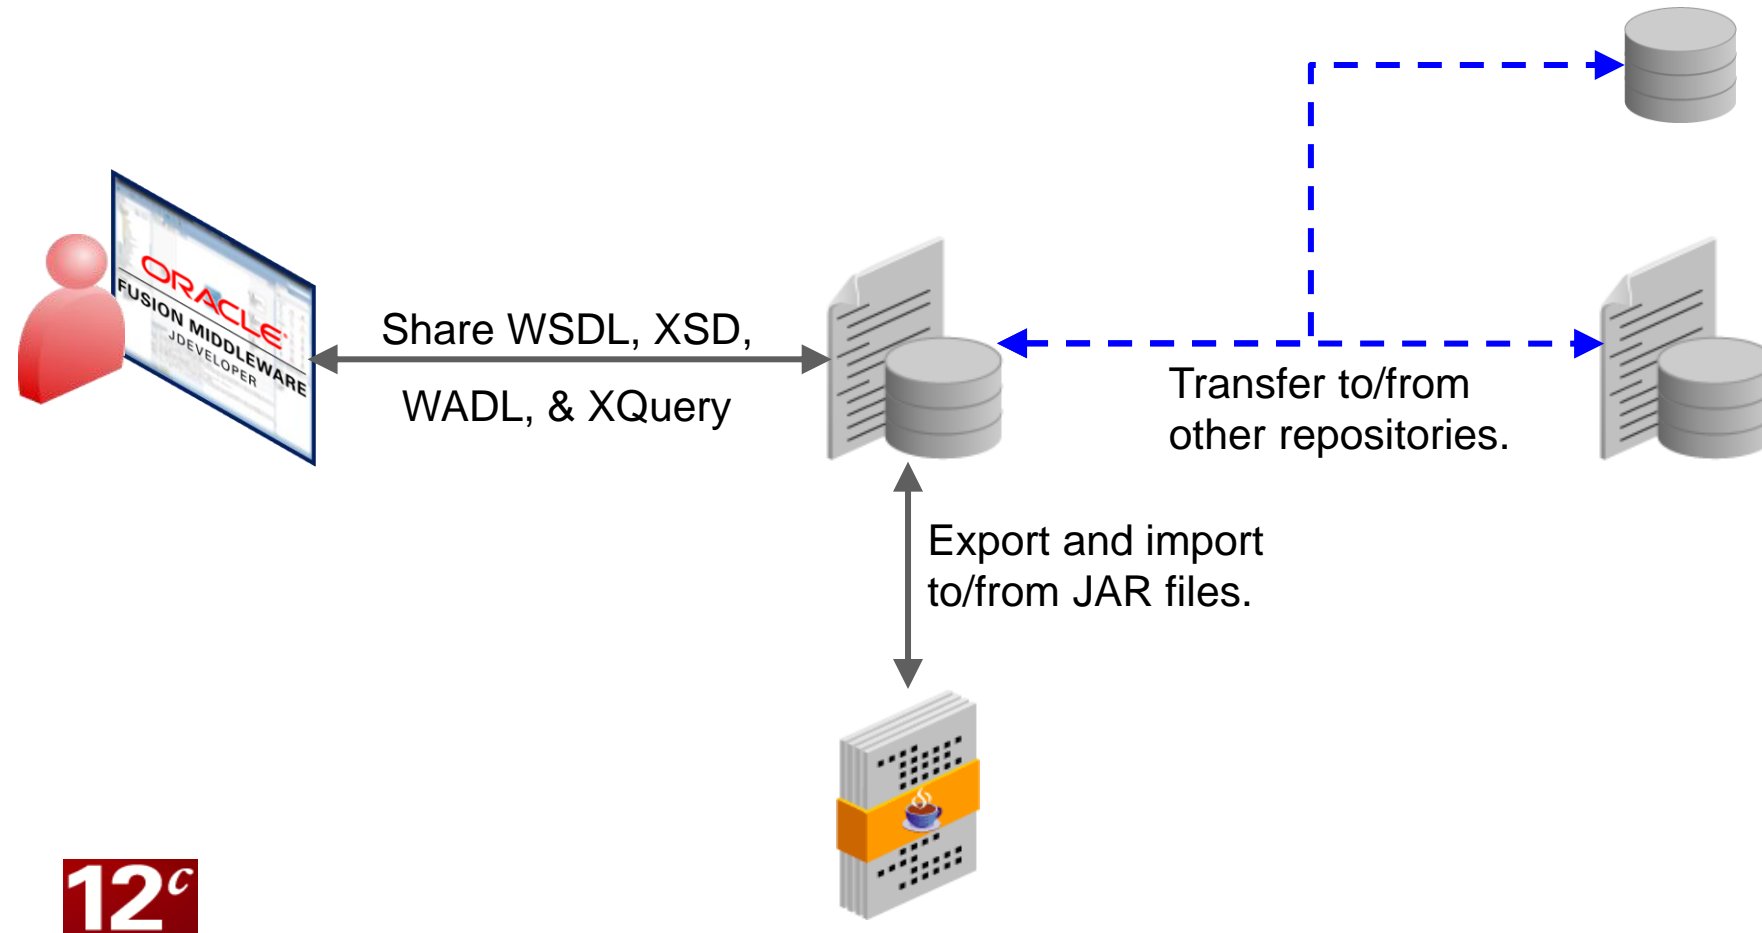 ORACLE
FUSION MIDDLEWARE
JDEVELOPER
Share WSDL, XSD,
WADL, & XQuery
Transfer to/from
other repositories.
Export and import
to/from JAR files.
12c